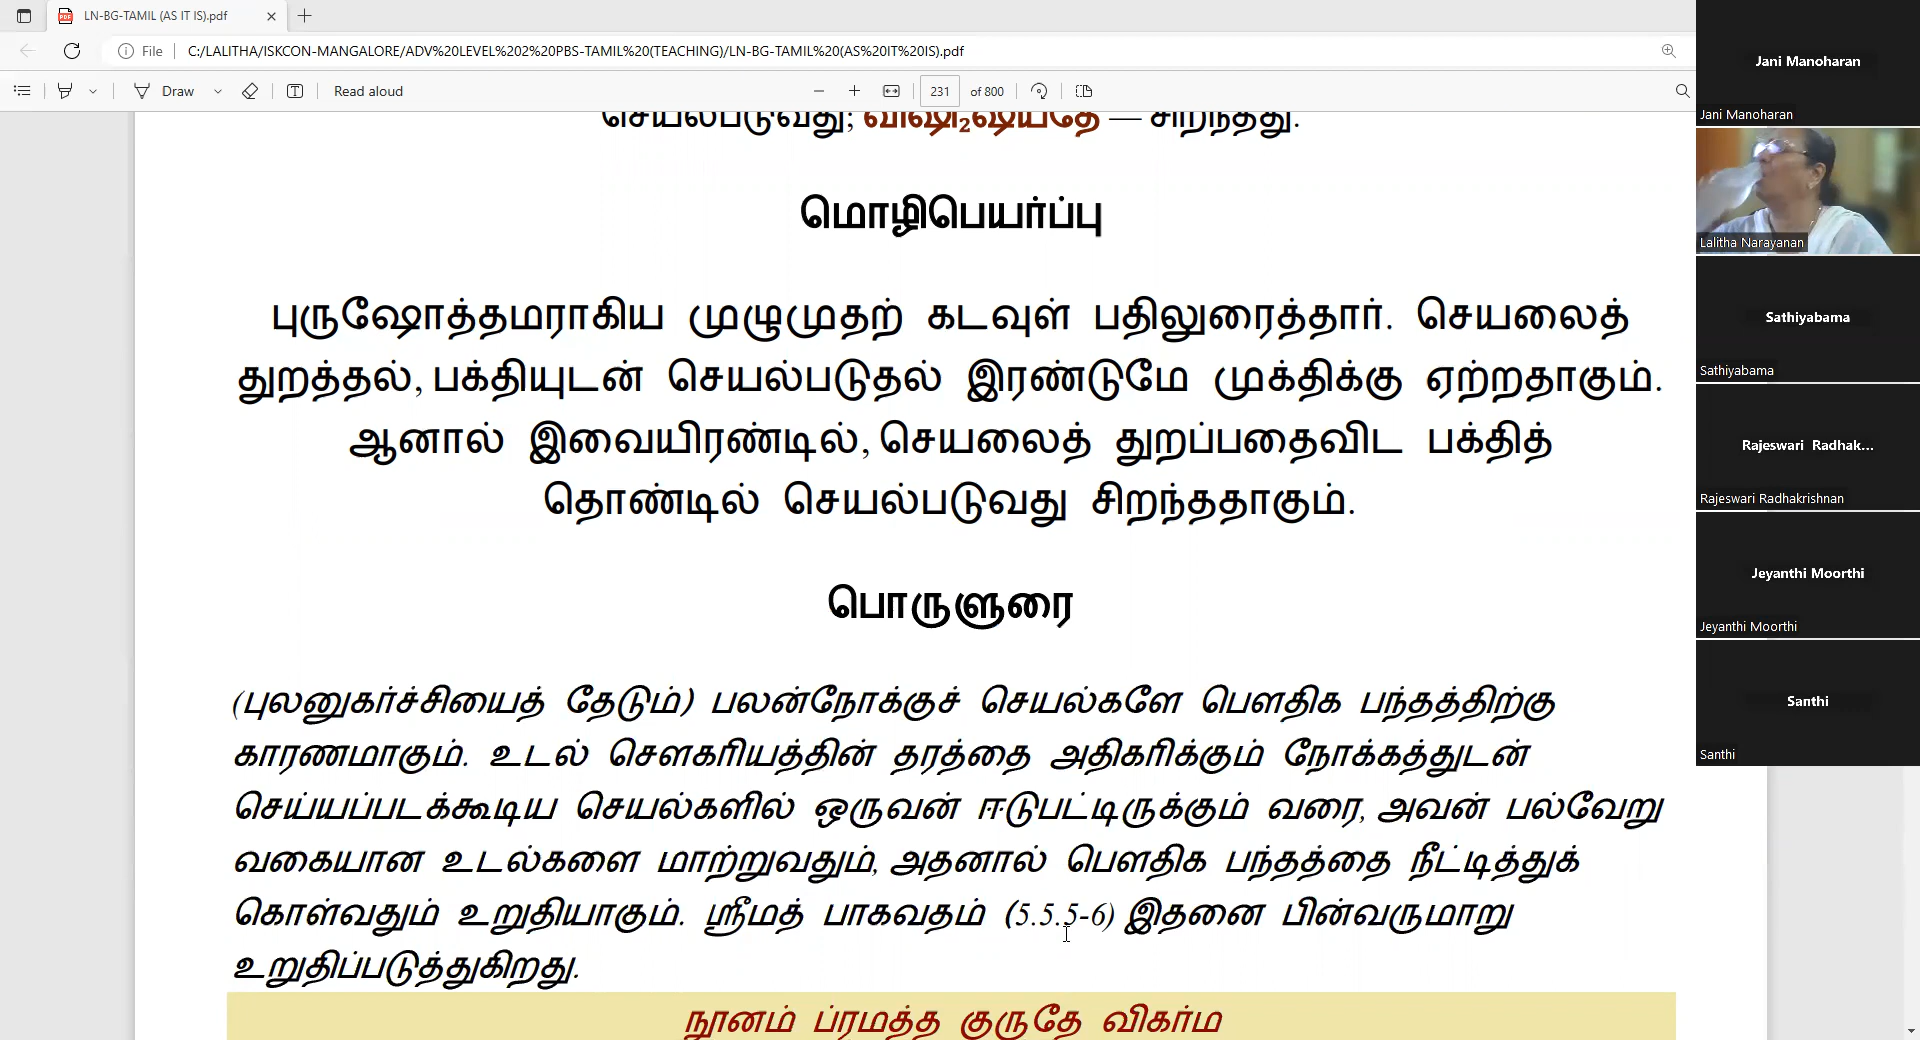 LN-BG-TAMIL (AS IT IS).pdf
File C:/LALITHA/ISKCON-MANGALORE/ADV%20LEVEL%202%20PBS-TAMIL%20(TEACHING)/LN-BG-TAMIL%20(AS%20IT%20IS).pdf
Draw Read aloud 231 of 800
செயல்படுவது; விஷி₂ஷ்யதே — சிறந்தது.
மொழிபெயர்ப்பு
புருஷோத்தமராகிய முழுமுதற் கடவுள் பதிலுரைத்தார். செயலைத்
துறத்தல், பக்தியுடன் செயல்படுதல் இரண்டுமே முக்திக்கு ஏற்றதாகும்.
ஆனால் இவையிரண்டில், செயலைத் துறப்பதைவிட பக்தித்
தொண்டில் செயல்படுவது சிறந்ததாகும்.
பொருளுரை
(புலனுகர்ச்சியைத் தேடும்) பலன்நோக்குச் செயல்களே பௌதிக பந்தத்திற்கு
காரணமாகும். உடல் சௌகரியத்தின் தரத்தை அதிகரிக்கும் நோக்கத்துடன்
செய்யப்படக்கூடிய செயல்களில் ஒருவன் ஈடுபட்டிருக்கும் வரை, அவன் பல்வேறு
வகையான உடல்களை மாற்றுவதும், அதனால் பௌதிக பந்தத்தை நீட்டித்துக்
கொள்வதும் உறுதியாகும். ஸ்ரீமத் பாகவதம் (5.5.5-6) இதனை பின்வருமாறு
உறுதிப்படுத்துகிறது.
நூனம் ப்ரமத்த குருதே விகர்ம
Jani Manoharan
Jani Manoharan
Lalitha Narayanan
Sathiyabama
Sathiyabama
Rajeswari Radhak...
Rajeswari Radhakrishnan
Jeyanthi Moorthi
Jeyanthi Moorthi
Santhi
Santhi